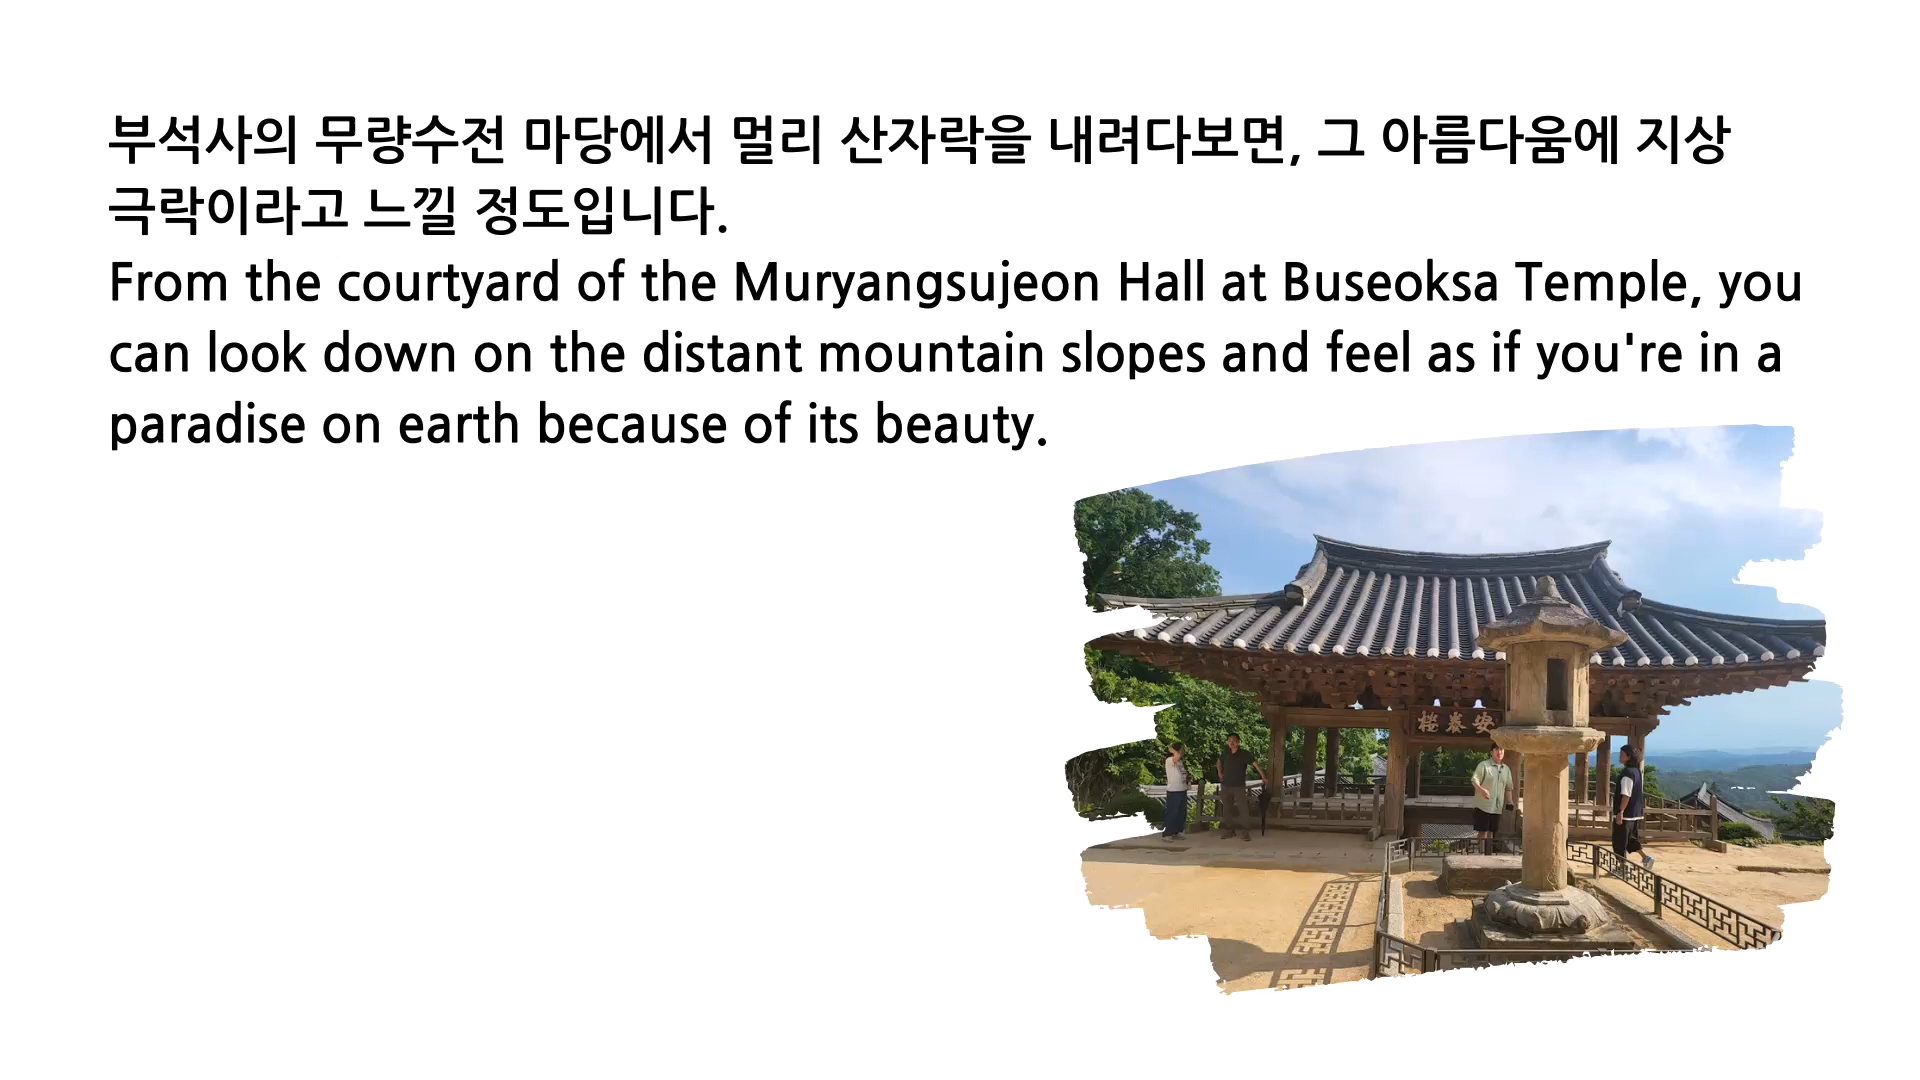 부석사의 무량수전 마당에서 멀리 산자락을 내려다보면, 그 아름다움에 지상
극락이라고 느낄 정도입니다.
From the courtyard of the Muryangsujeon Hall at Buseoksa Temple, you
can look down on the distant mountain slopes and feel as if you're in a
paradise on earth because of its beauty.
樓養安